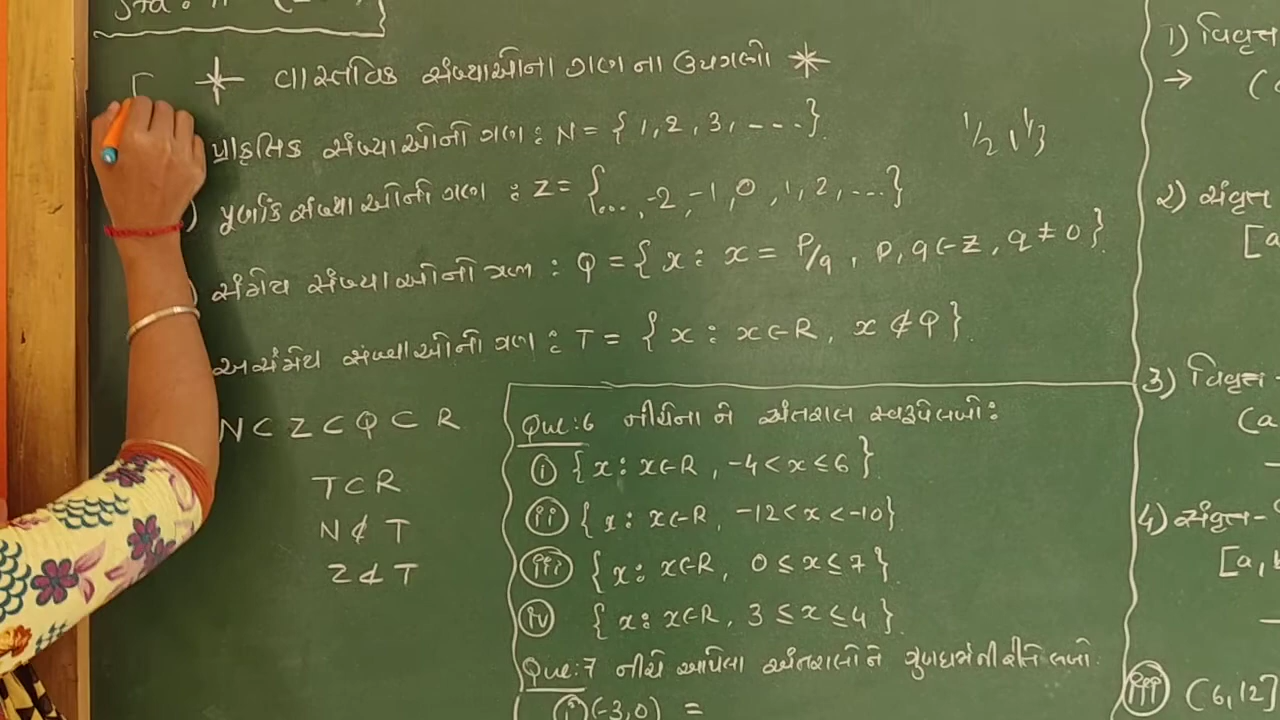 Std : 11
* વાસ્તવિક સંખ્યાઓના ગણ ના ઉપગણો *
પ્રાકૃતિક સંખ્યાઓનો ગણ : N = { 1, 2, 3, ---- }.
1/2 , 1/3
) પૂર્ણાંક સંખ્યાઓનો ગણ : Z = {..., -2, -1, 0, 1, 2, ....}
) સંમેય સંખ્યાઓનો ગણ : Q = { x : x = P/q , P, q ∈ Z, q ≠ 0 }.
અસંમેય સંખ્યાઓનો ગણ : T = { x : x ∈ R, x ∉ Q }.
N ⊂ Z ⊂ Q ⊂ R
T ⊂ R
N ⊄ T
Z ⊄ T
Que:6 નીચેના ને અંતરાલ સ્વરૂપે લખો :
(i) { x : x ∈ R , -4 < x ≤ 6 }
(ii) { x : x ∈ R, -12 < x < -10 }
(iii) { x : x ∈ R, 0 ≤ x ≤ 7 }
(iv) { x : x ∈ R, 3 ≤ x ≤ 4 }
Que:7 નીચે આપેલા અંતરાલો ને ગુણધર્મની રીતે લખો.
(i) (-3, 0) =
1) વિવૃત્ત
→ (
2) સંવૃત્ત
[a
3) વિવૃત્ત -
(a
4) સંવૃત્ત -
[a, b
(iii) (6, 12]